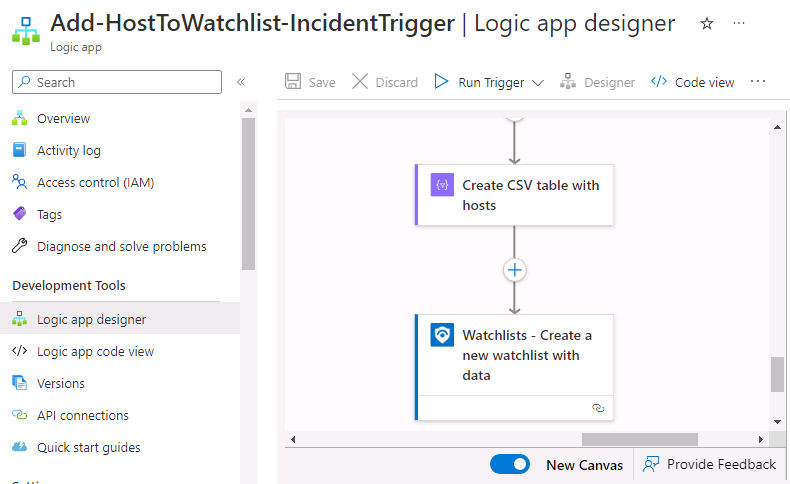 Add-HostToWatchlist-IncidentTrigger | Logic app designer ☆ ...
Logic app
Search «
Overview
Activity log
Access control (IAM)
Tags
Diagnose and solve problems
Development Tools
Logic app designer
Logic app code view
Versions
API connections
Quick start guides
Save Discard Run Trigger Designer Code view ...
Create CSV table with
hosts
Watchlists - Create a
new watchlist with
data
New Canvas Provide Feedback